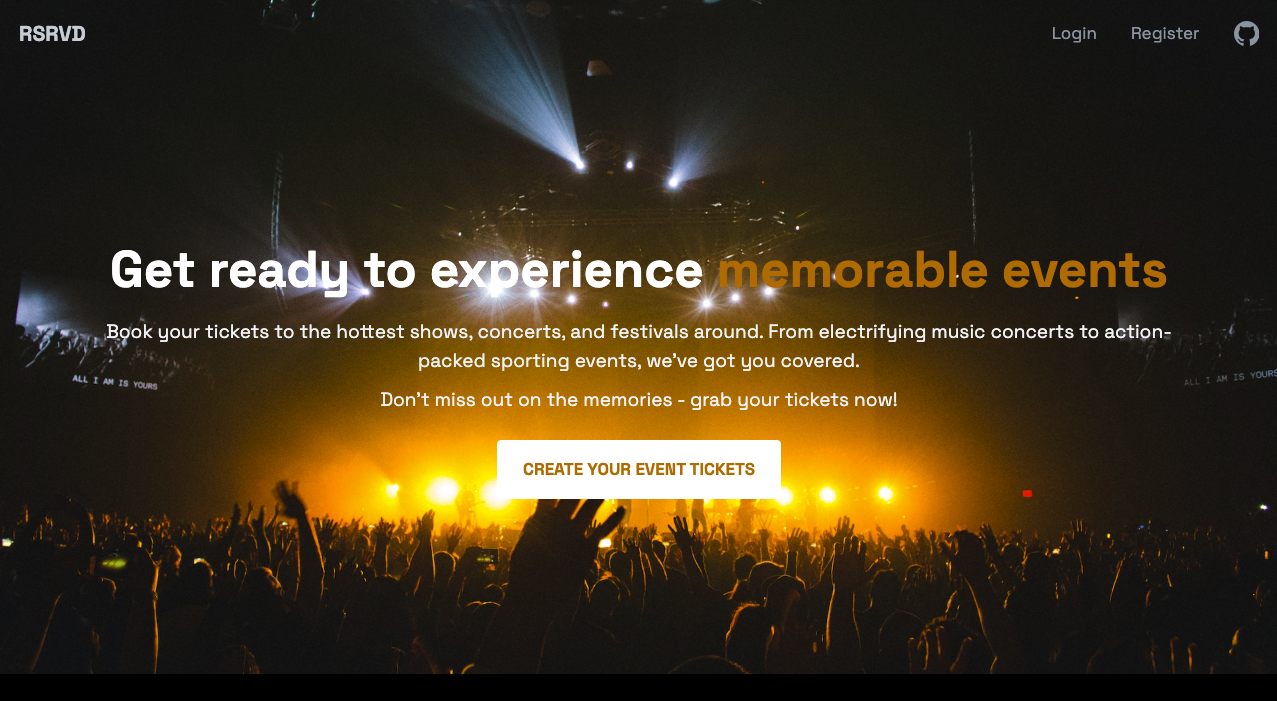 RSRVD
Login Register
Get ready to experience memorable events
Book your tickets to the hottest shows, concerts, and festivals around. From electrifying music concerts to action-
packed sporting events, we've got you covered.
ALL I AM IS YOURS
ALL I AM IS YOURS
Don't miss out on the memories - grab your tickets now!
CREATE YOUR EVENT TICKETS